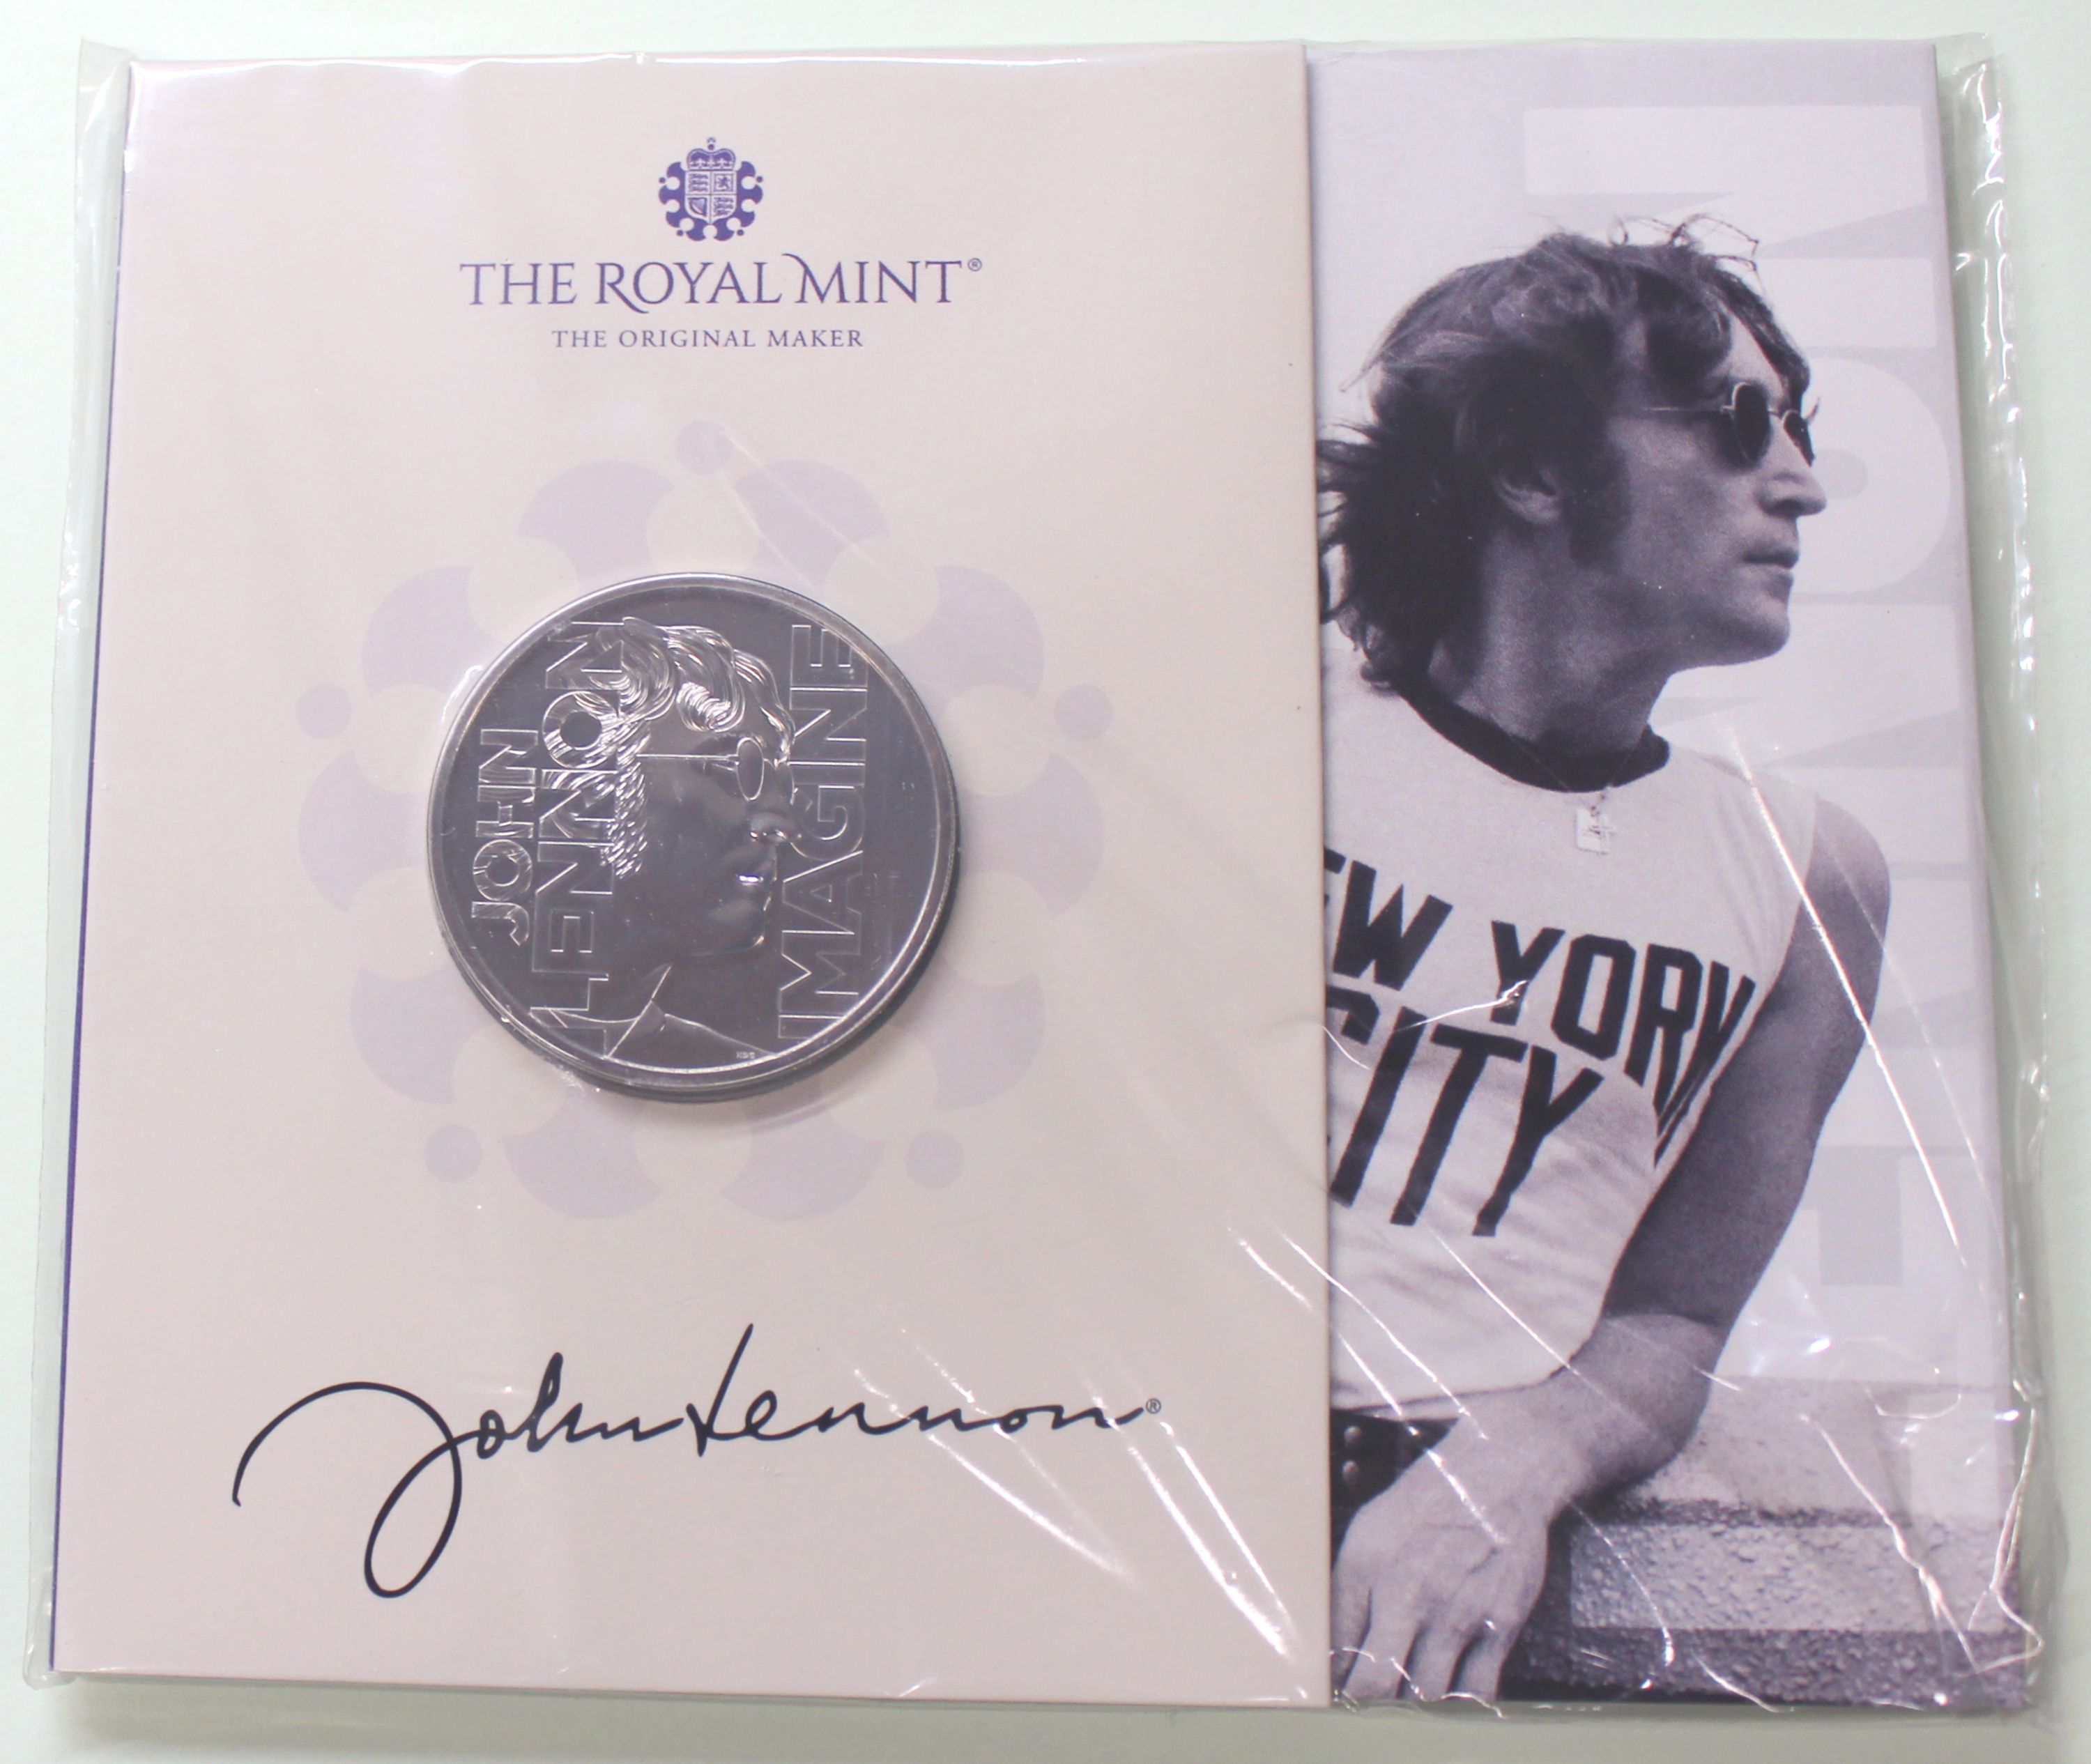 THE ROYAL MINT®
THE ORIGINAL MAKER
JOHN
LENNON
IMAGINE
John Lennon®
EW YORK
CITY